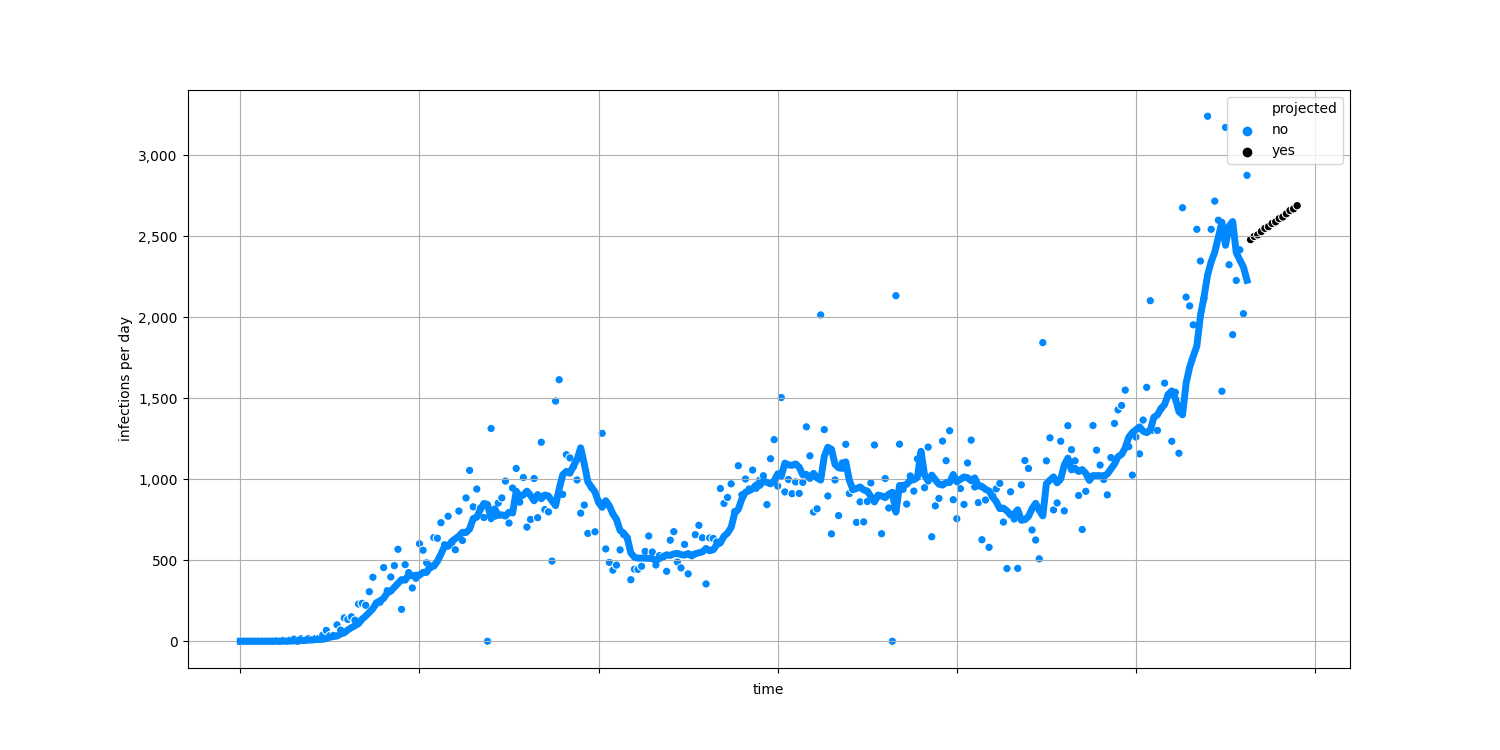 projected
no
yes
3,000
2,500
2,000
1,500
1,000
500
0
infections per day
time